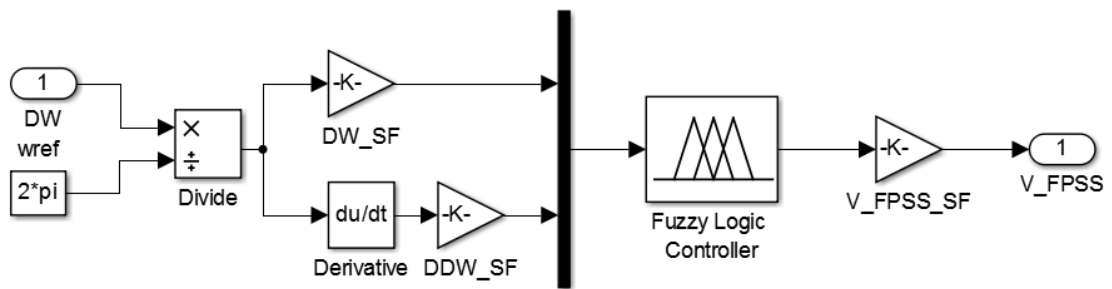 1
DW
wref
2*pi
×
÷
Divide
-K-
DW_SF
du/dt
Derivative
-K-
DDW_SF
Fuzzy Logic
Controller
-K-
V_FPSS_SF
1
V_FPSS